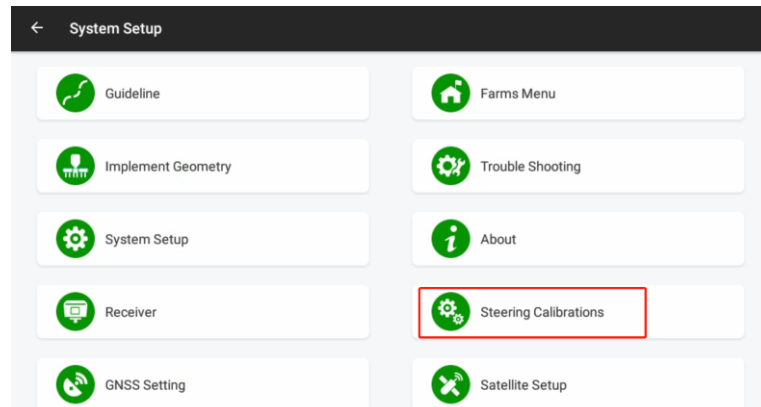 System Setup
Guideline
Farms Menu
Implement Geometry
Trouble Shooting
System Setup
About
Receiver
Steering Calibrations
GNSS Setting
Satellite Setup